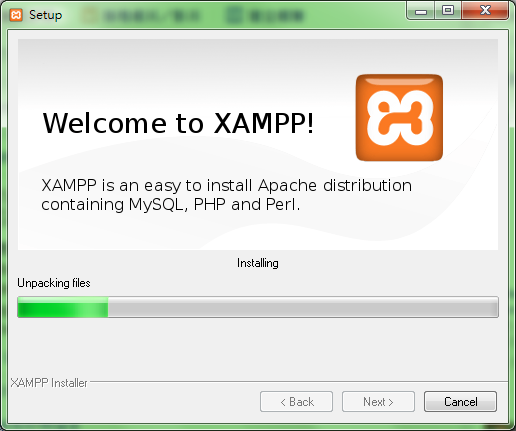 Setup
Welcome to XAMPP!
XAMPP is an easy to install Apache distribution
containing MySQL, PHP and Perl.
Installing
Unpacking files
XAMPP Installer
< Back
Next >
Cancel